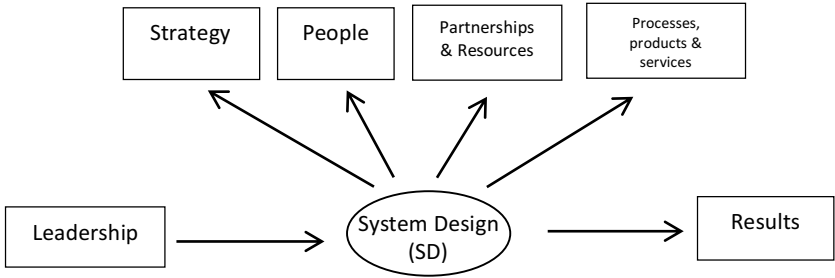 Strategy
People
Partnerships
& Resources
Processes,
products &
services
Leadership
System Design
(SD)
Results